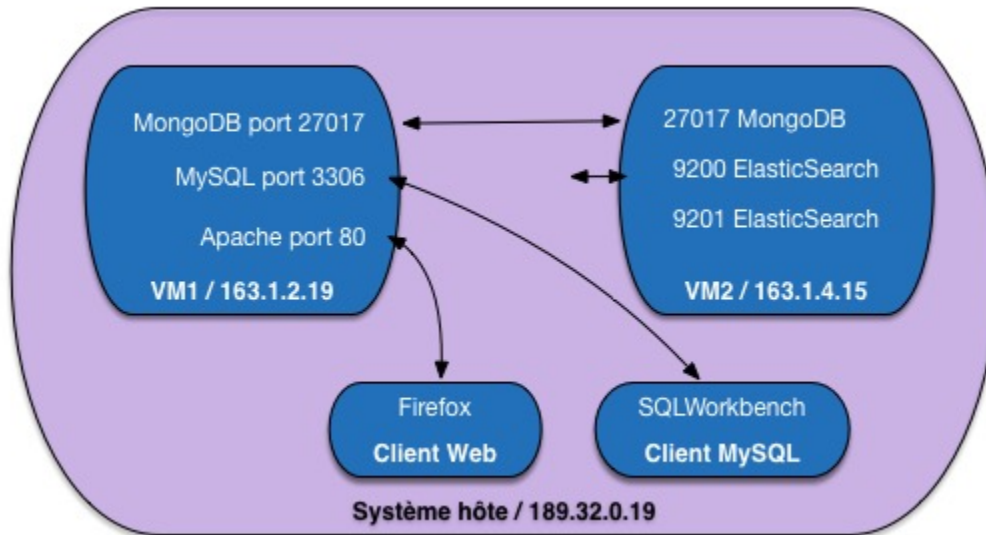 MongoDB port 27017
MySQL port 3306
Apache port 80
VM1 / 163.1.2.19
27017 MongoDB
9200 ElasticSearch
9201 ElasticSearch
VM2 / 163.1.4.15
Firefox
Client Web
SQLWorkbench
Client MySQL
Système hôte / 189.32.0.19